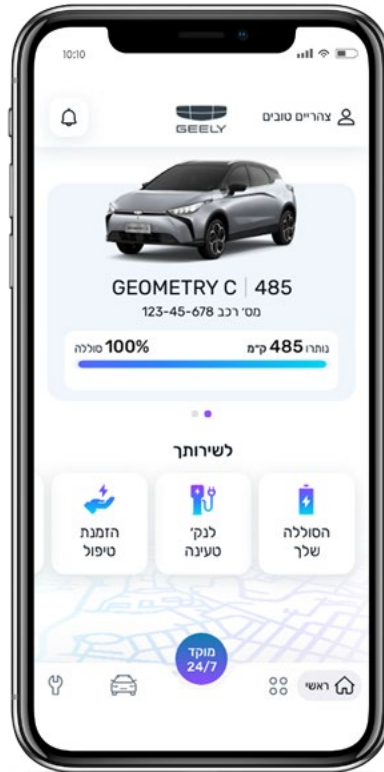 10:10
צהריים טובים
GEELY
GEOMETRY C | 485
מס׳ רכב 123-45-678
נותרו 485 ק״מ
100% סוללה
לשירותך
הסוללה שלך
לנק׳ טעינה
הזמנת טיפול
מוקד 24/7
ראשי